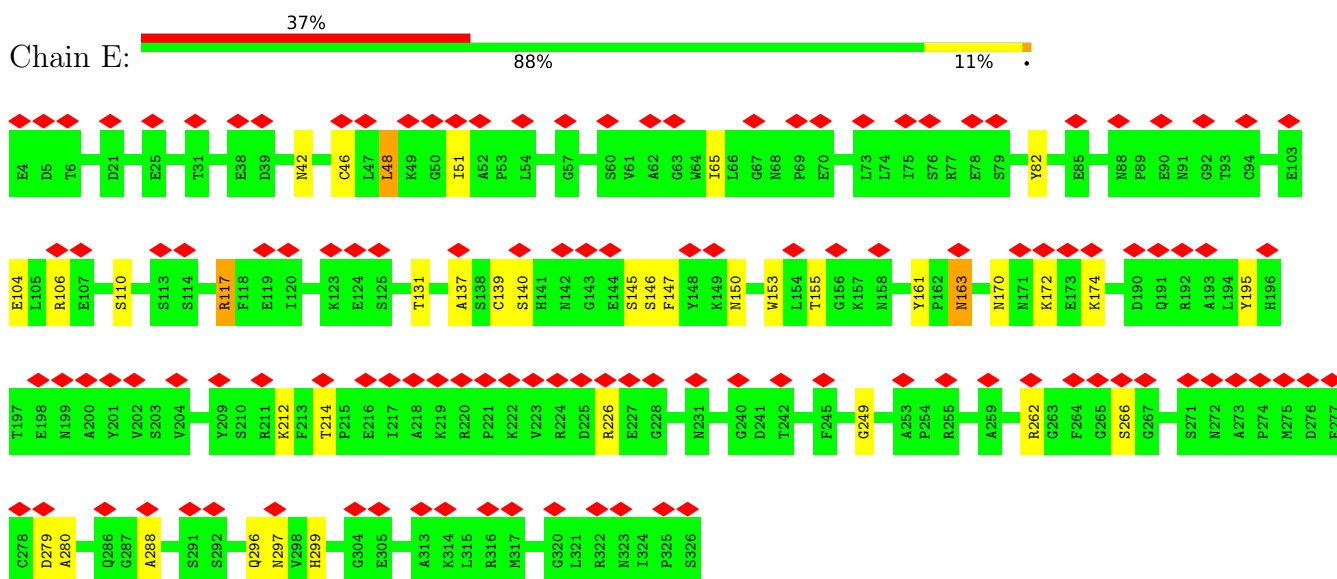 37%
Chain E:
88% 11% •
E4 D5 T6 D21 E25 T31 E38 D39 N42 C46 L47 L48 K49 G50 I51 A52 P53 L54 G57 S60 V61 A62 G63 W64 I65 L66 G67 N68 P69 E70 L73 L74 I75 S76 R77 E78 S79 Y82 E85 N88 P89 E90 N91 G92 T93 C94 E103
E104 L105 R106 E107 S110 S113 S114 R117 F118 E119 I120 K123 E124 S125 T131 A137 S138 C139 S140 H141 N142 G143 E144 S145 S146 F147 Y148 K149 N150 W153 L154 T155 G156 K157 N158 Y161 P162 N163 N170 N171 K172 E173 K174 D190 Q191 R192 A193 L194 Y195 H196
T197 E198 N199 A200 Y201 V202 S203 V204 Y209 S210 R211 K212 F213 T214 P215 E216 I217 A218 K219 R220 P221 K222 V223 R224 D225 R226 E227 G228 N231 G240 D241 T242 F245 G249 A253 P254 R255 A259 R262 G263 F264 G265 S266 G267 S271 N272 A273 P274 M275 D276 E277
C278 D279 A280 Q286 G287 A288 S291 S292 Q296 N297 V298 H299 G304 E305 A313 K314 L315 R316 M317 G320 L321 R322 N323 I324 P325 S326